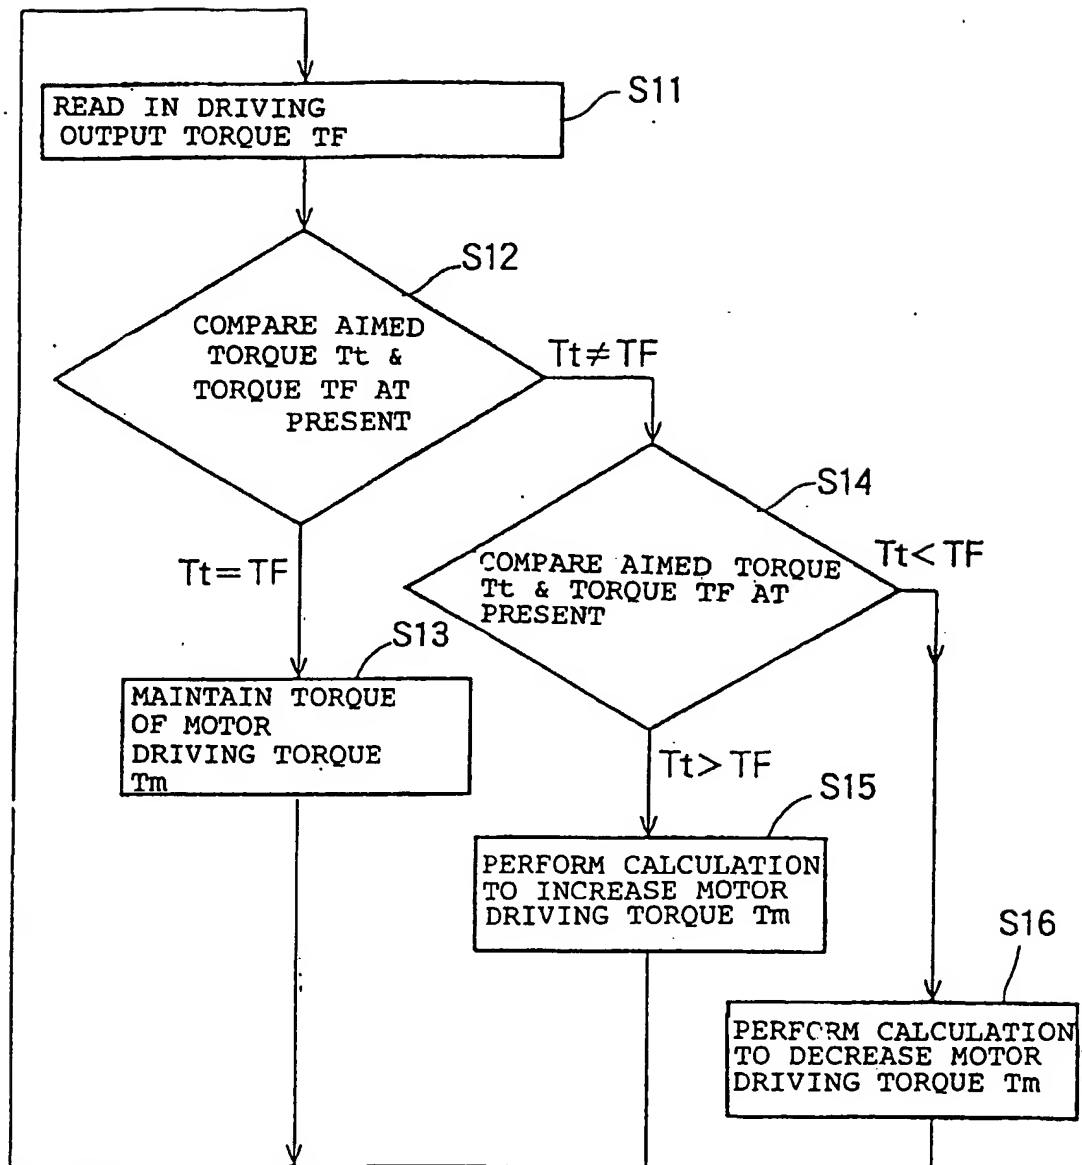 S11
READ IN DRIVING
OUTPUT TORQUE TF
S12
COMPARE AIMED
TORQUE Tt &
TORQUE TF AT
PRESENT
Tt≠TF
S14
Tt=TF
COMPARE AIMED TORQUE
Tt & TORQUE TF AT
PRESENT
Tt<TF
S13
MAINTAIN TORQUE
OF MOTOR
DRIVING TORQUE
Tm
Tt>TF
S15
PERFORM CALCULATION
TO INCREASE MOTOR
DRIVING TORQUE Tm
S16
PERFORM CALCULATION
TO DECREASE MOTOR
DRIVING TORQUE Tm